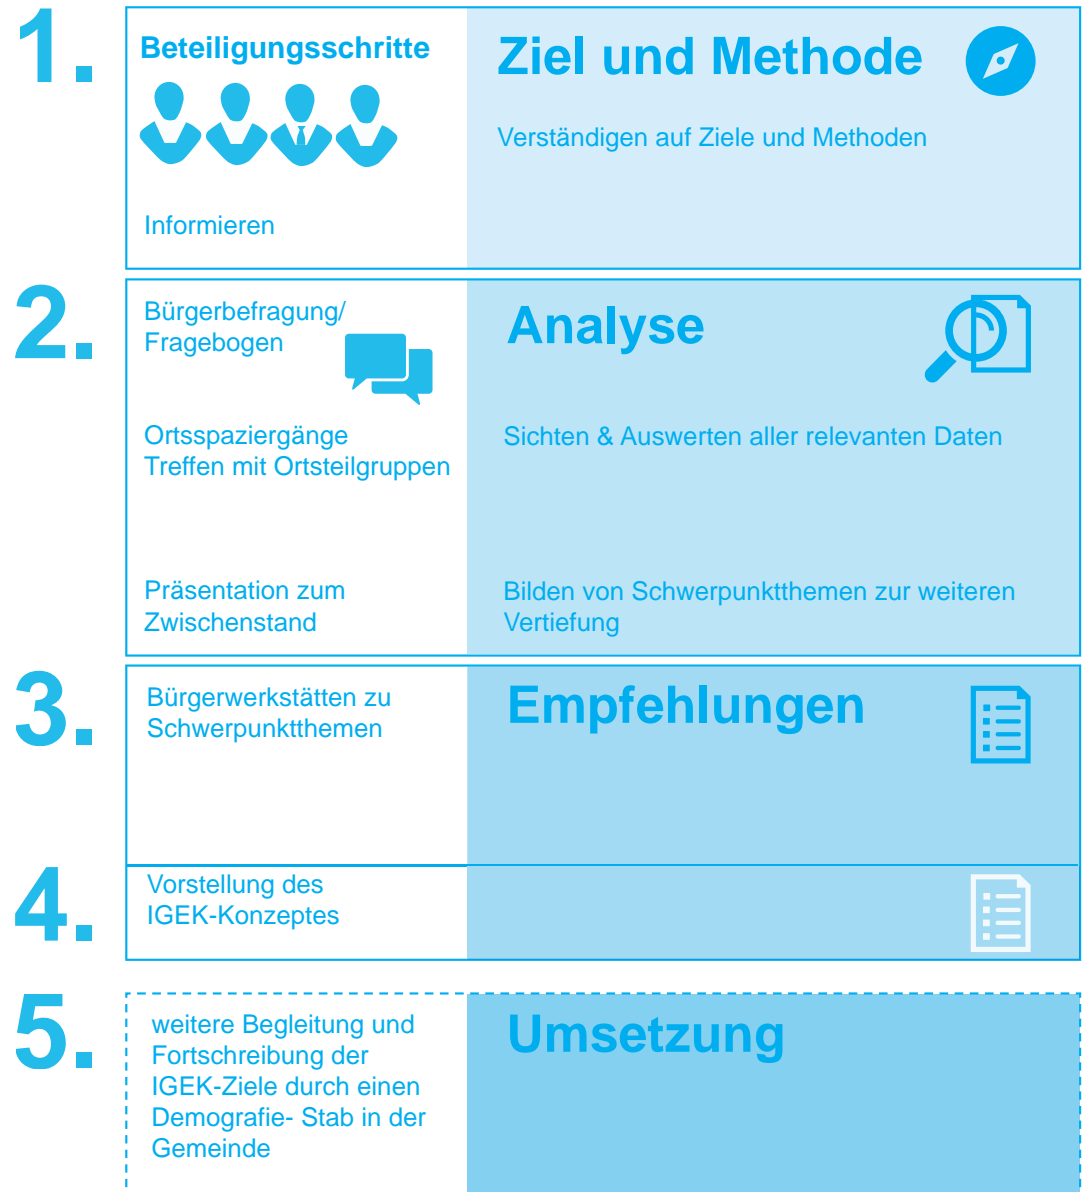 1.
Beteiligungsschritte
Informieren
Ziel und Methode
Verständigen auf Ziele und Methoden
2.
Bürgerbefragung/
Fragebogen
Ortsspaziergänge
Treffen mit Ortsteilgruppen
Präsentation zum
Zwischenstand
Analyse
Sichten & Auswerten aller relevanten Daten
Bilden von Schwerpunktthemen zur weiteren
Vertiefung
3.
Bürgerwerkstätten zu
Schwerpunktthemen
Empfehlungen
4.
Vorstellung des
IGEK-Konzeptes
5.
weitere Begleitung und
Fortschreibung der
IGEK-Ziele durch einen
Demografie- Stab in der
Gemeinde
Umsetzung